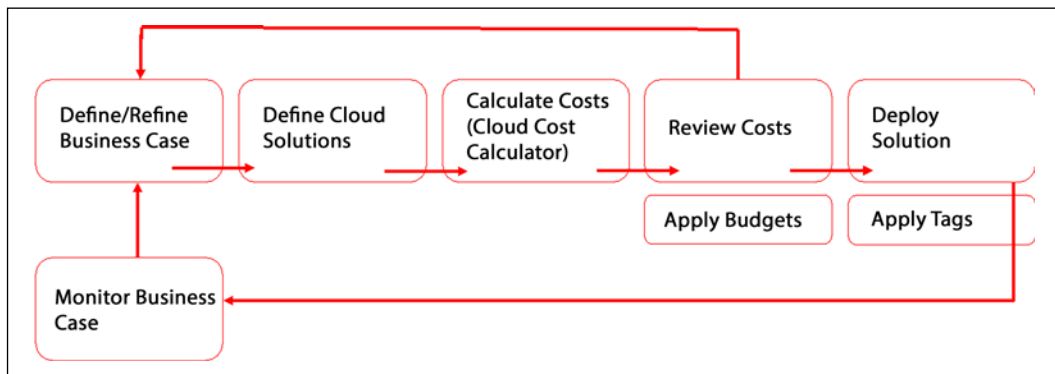 Define/Refine
Business Case
Define Cloud
Solutions
Calculate Costs
(Cloud Cost
Calculator)
Review Costs
Deploy
Solution
Apply Budgets
Apply Tags
Monitor Business
Case